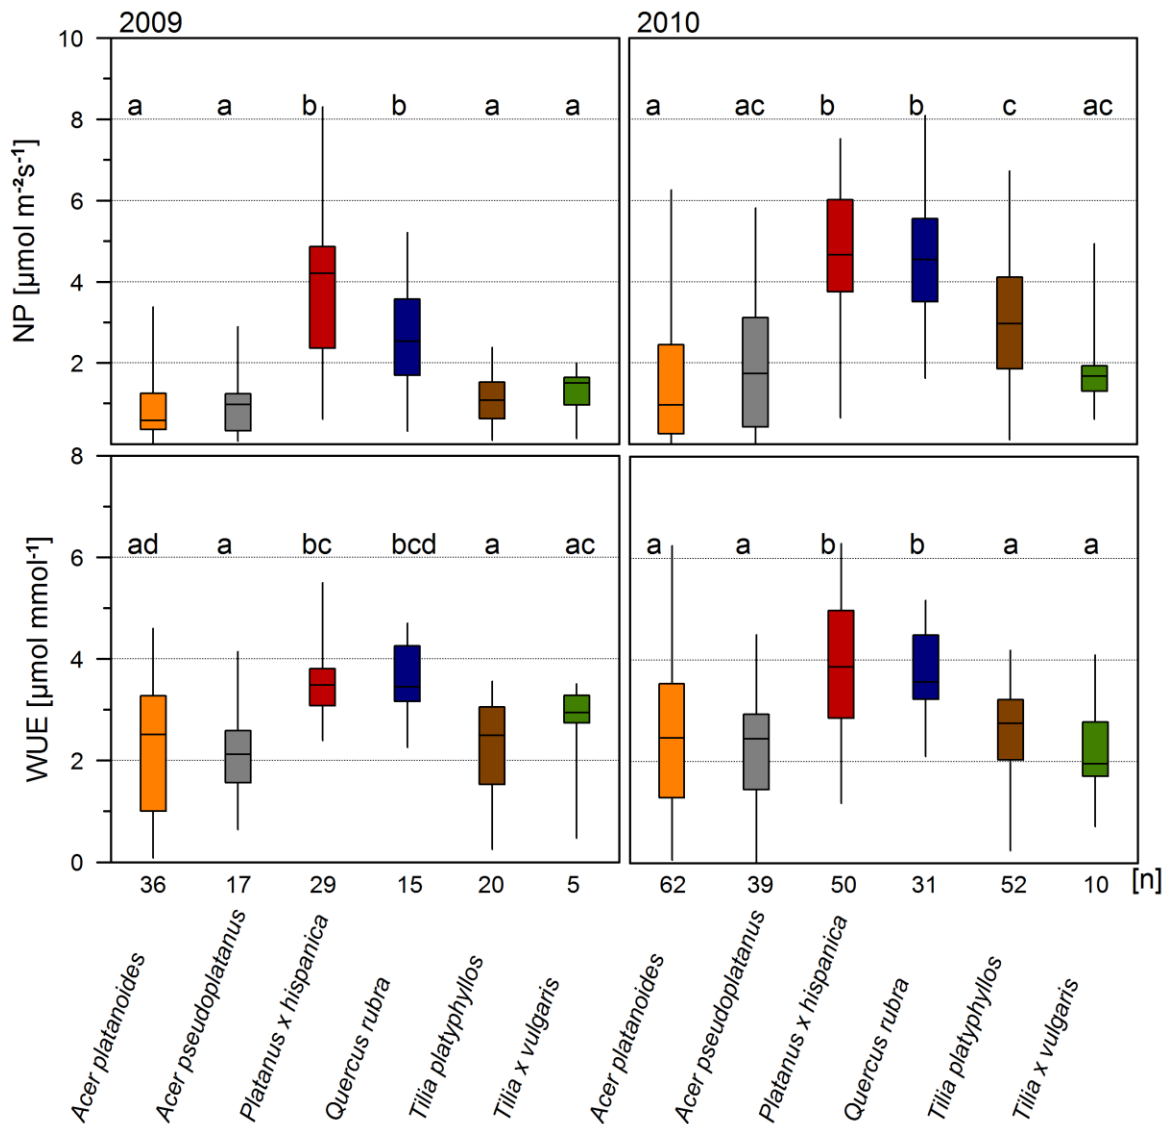 2009 2010
10
a a b b a a a ac b b c ac
8
6
4
2
NP [µmol m⁻²s⁻¹]
8
ad a bc bcd a ac a a b b a a
6
4
2
0
WUE [µmol mmol⁻¹]
36 17 29 15 20 5 62 39 50 31 52 10 [n]
Acer platanoides
Acer pseudoplatanus
Platanus x hispanica
Quercus rubra
Tilia platyphyllos
Tilia x vulgaris
Acer platanoides
Acer pseudoplatanus
Platanus x hispanica
Quercus rubra
Tilia platyphyllos
Tilia x vulgaris